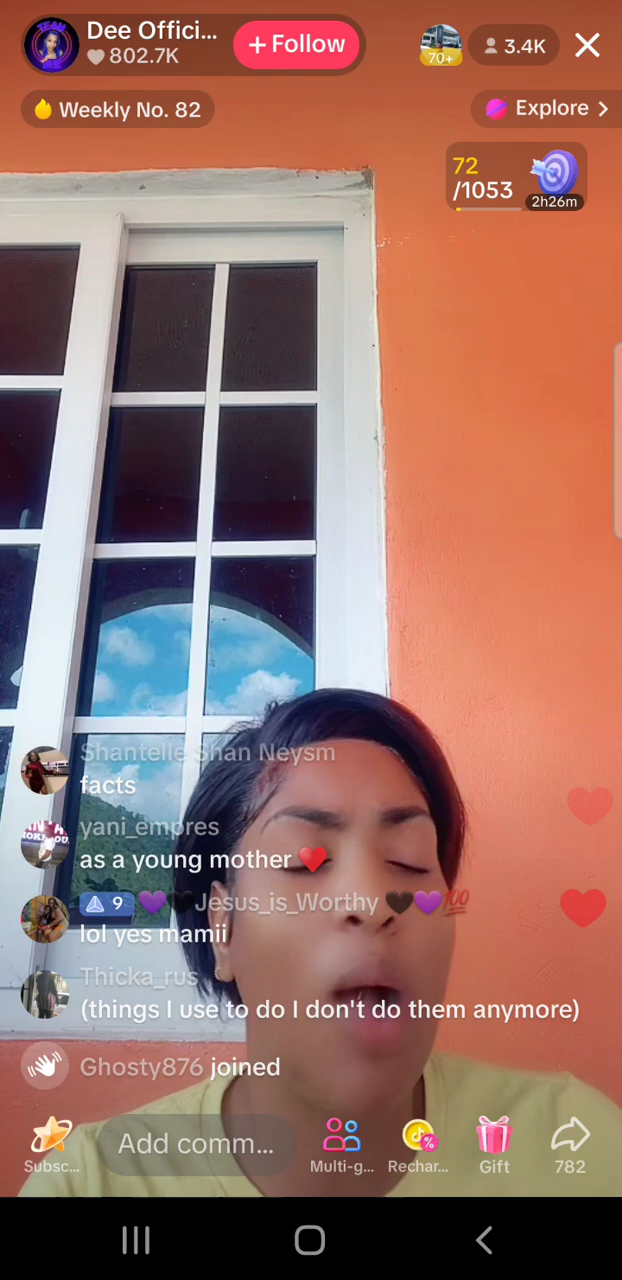 Dee Offici...
802.7K
+ Follow
70+
3.4K
Weekly No. 82
Explore >
72
/1053
2h26m
Shantelle Shan Neysm
facts
yani_empres
as a young mother ❤️
9 💜🖤Jesus_is_Worthy 🖤💜💯
lol yes mamii
Thicka_rus
(things I use to do I don't do them anymore)
Ghosty876 joined
Add comm...
Subsc...
Multi-g...
Rechar...
Gift
782